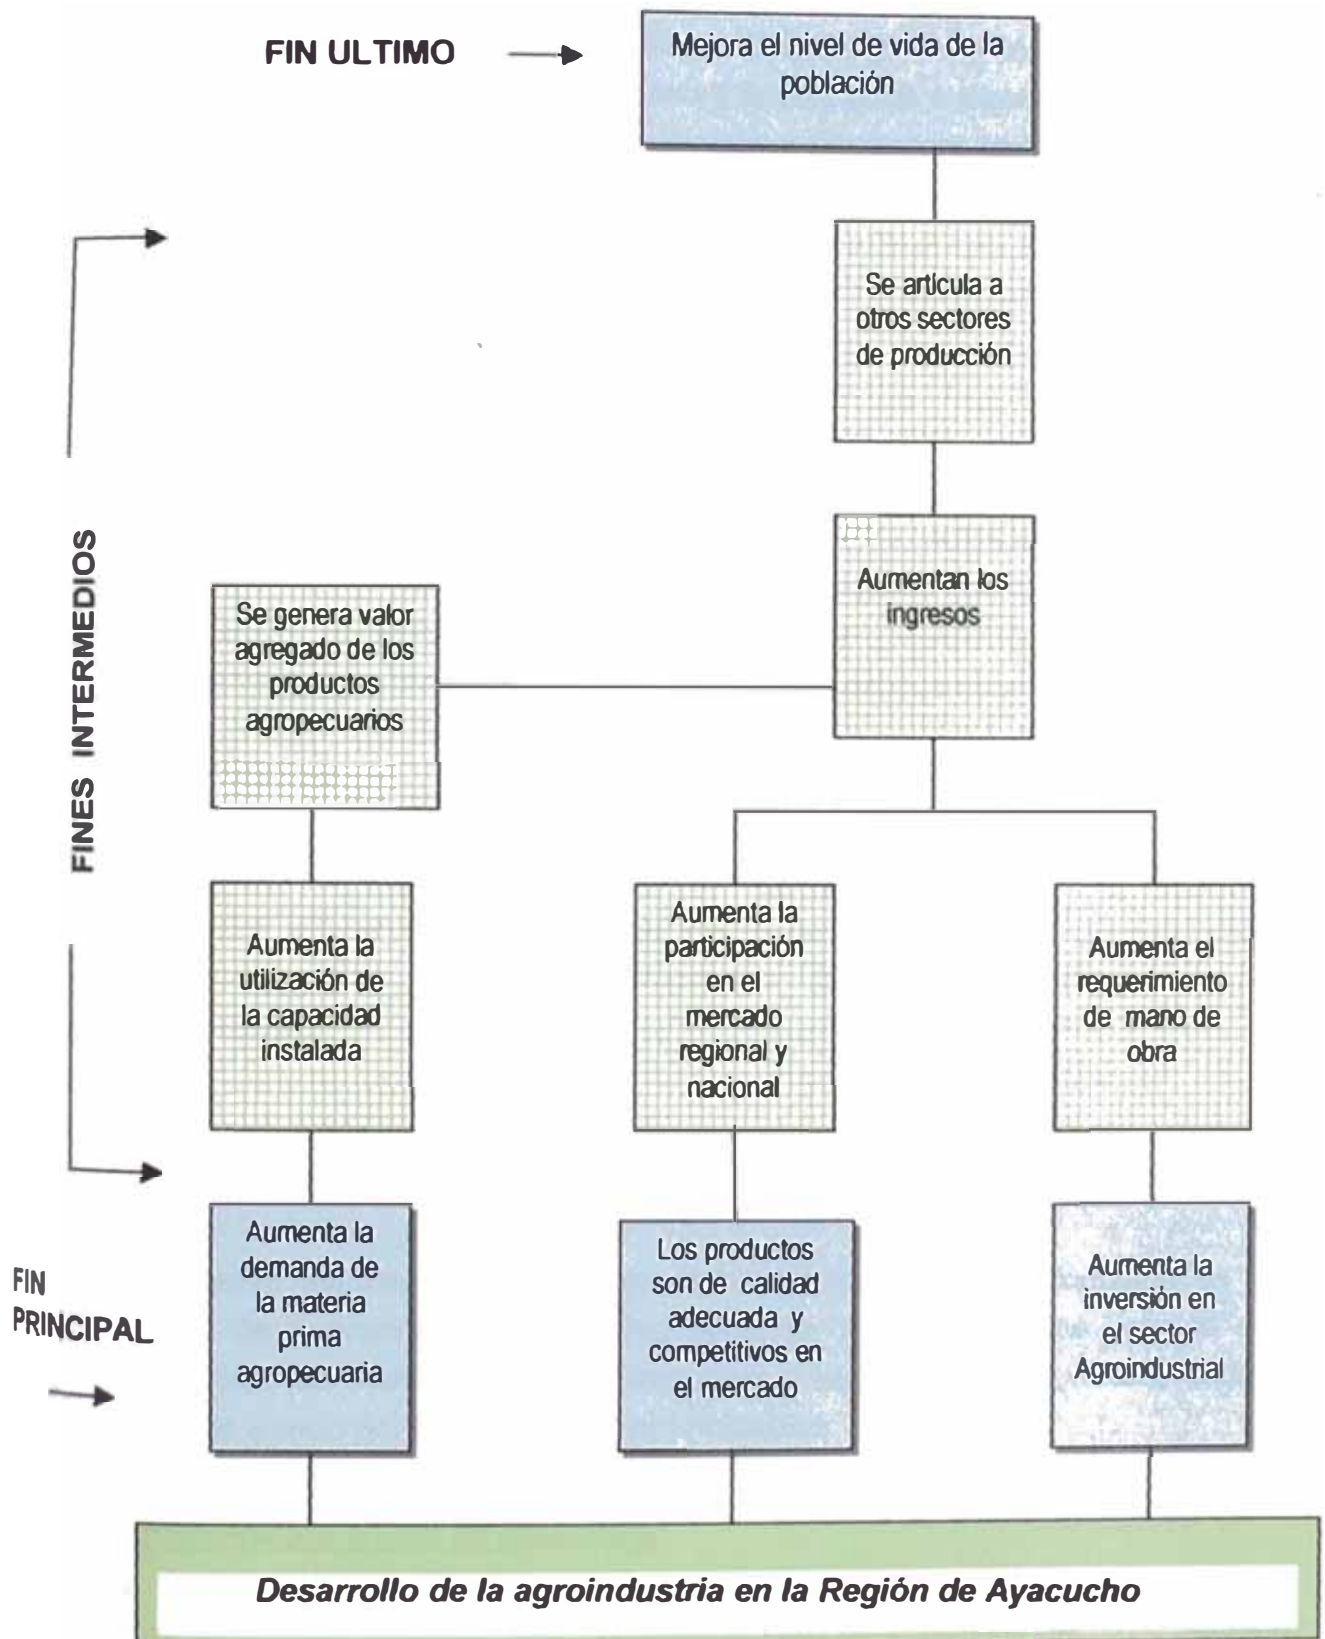 FIN ULTIMO
Mejora el nivel de vida de la
población
Se artícula a
otros sectores
de producción
FINES INTERMEDIOS
Aumentan los
ingresos
Se genera valor
agregado de los
productos
agropecuarios
Aumenta la
utilización de
la capacidad
instalada
Aumenta la
participación
en el
mercado
regional y
nacional
Aumenta el
requerimiento
de mano de
obra
FIN
PRINCIPAL
Aumenta la
demanda de
la materia
prima
agropecuaria
Los productos
son de calidad
adecuada y
competitivos en
el mercado
Aumenta la
inversión en
el sector
Agroindustrial
Desarrollo de la agroindustria en la Región de Ayacucho